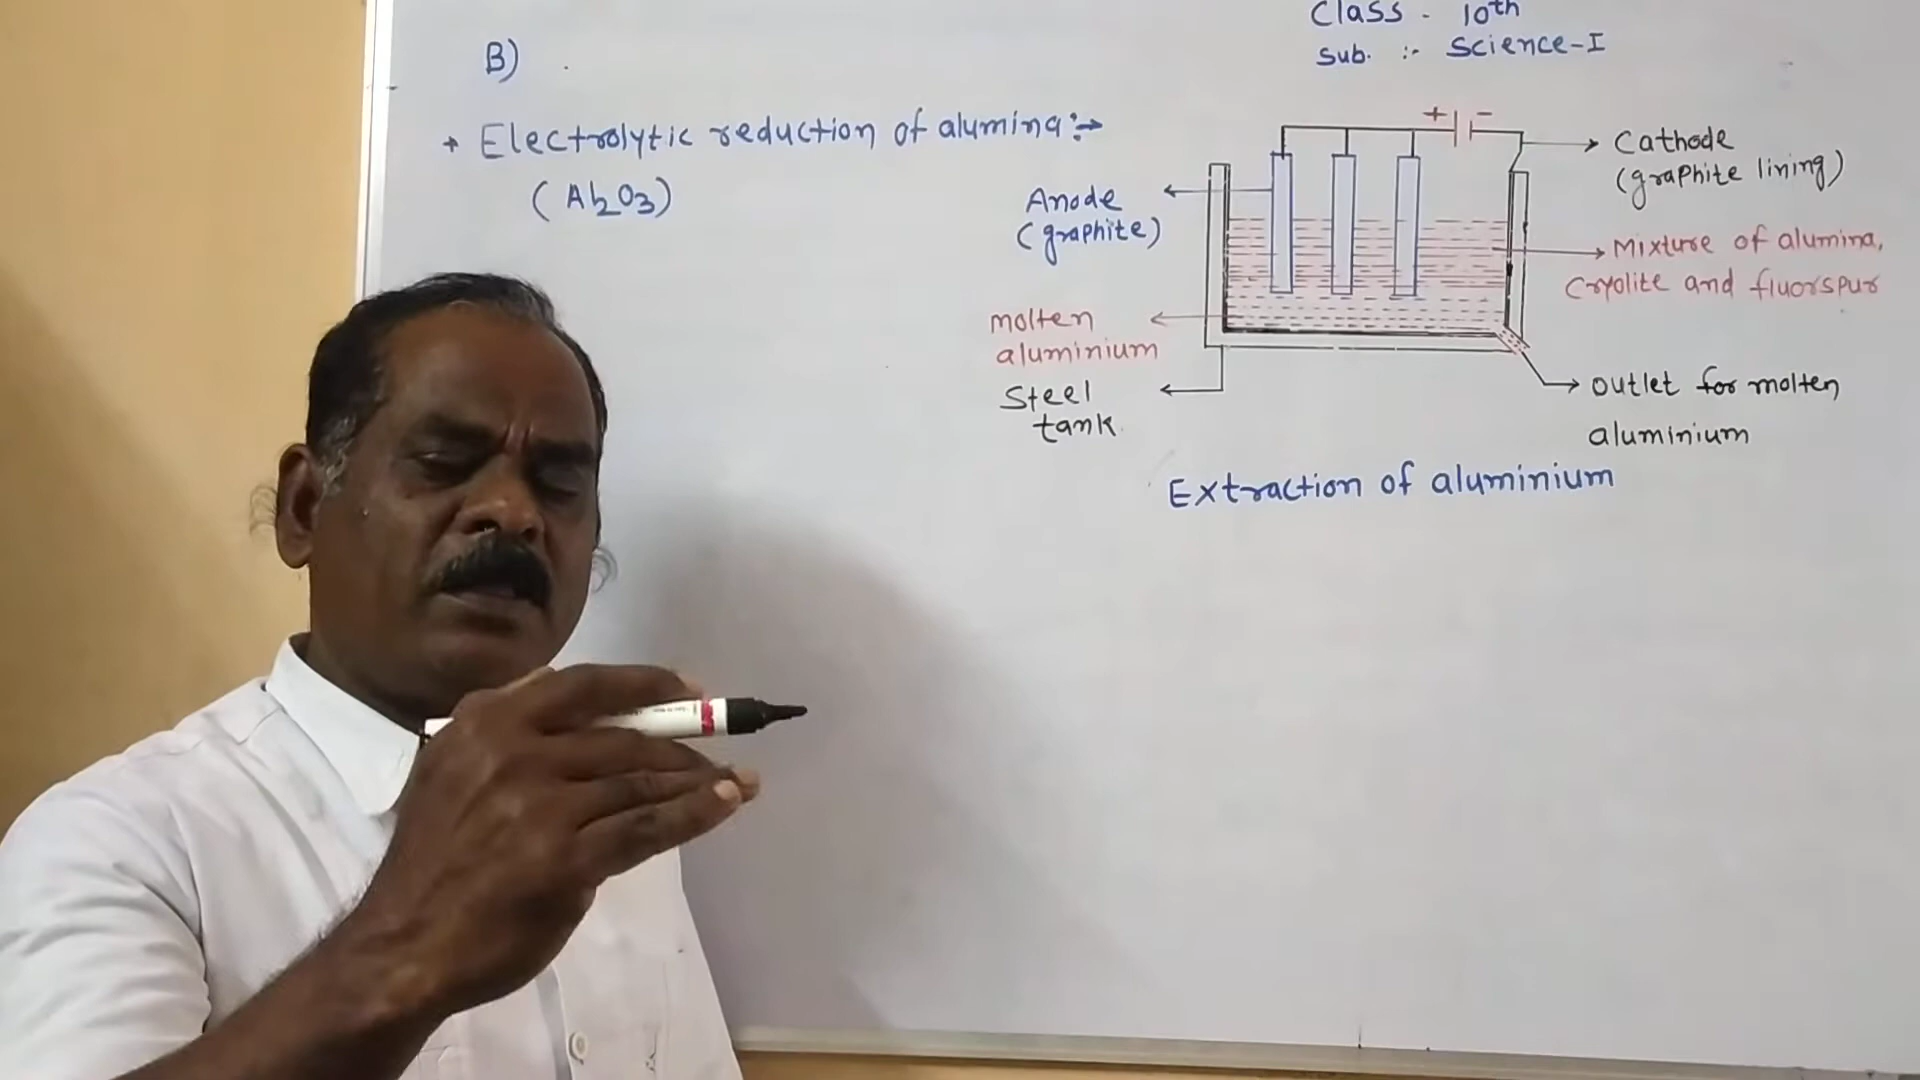 Class - 10th
Sub. :- Science-I
B)
Electrolytic reduction of alumina :→
(Al2O3)
+ -
Cathode
(graphite lining)
Anode
(graphite)
Mixture of alumina,
Cryolite and fluorspur
molten
aluminium
Steel
tank
outlet for molten
aluminium
Extraction of aluminium